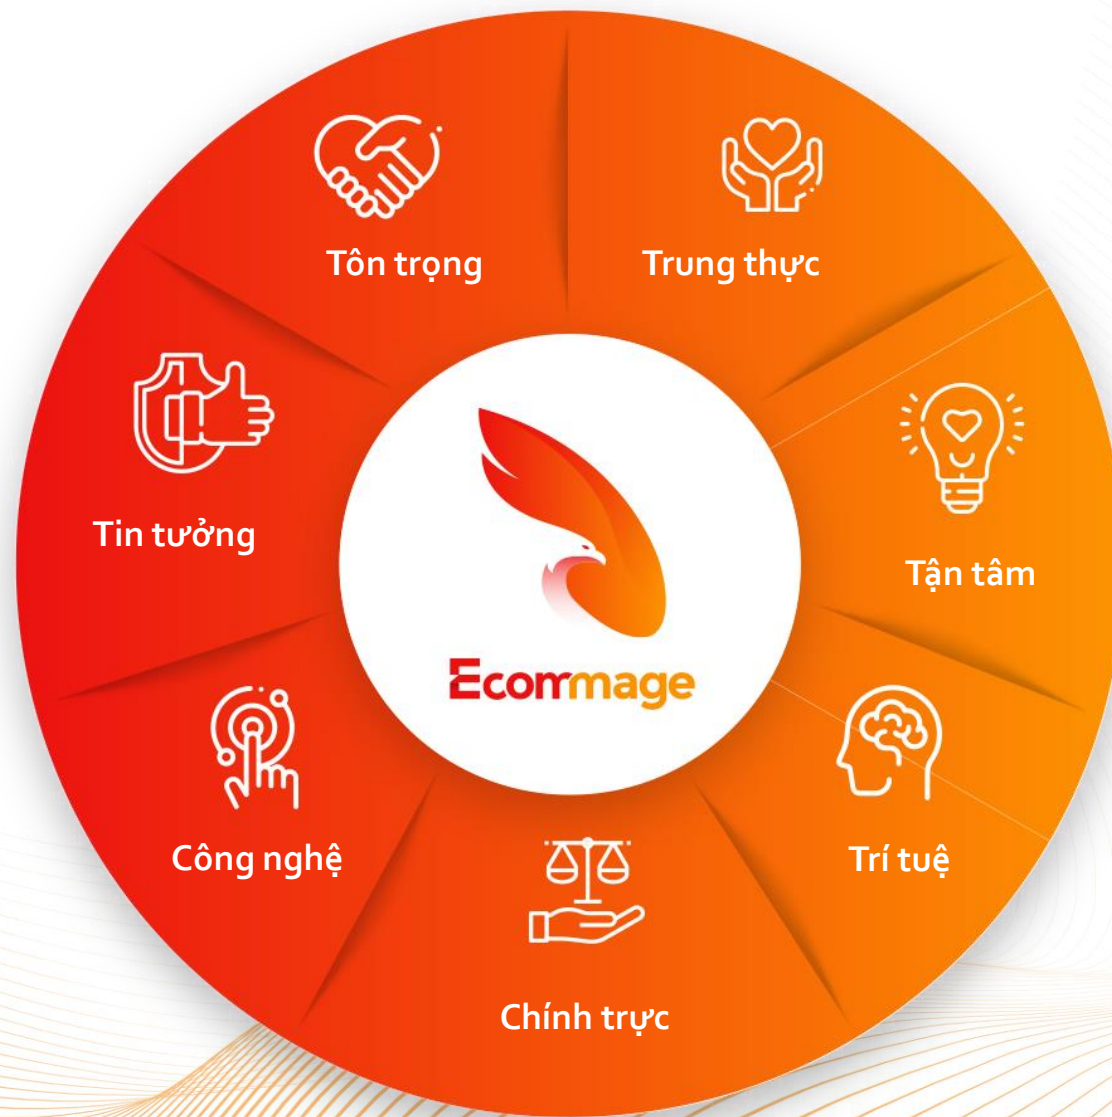 Tôn trọng
Trung thực
Tin tưởng
Tận tâm
Ecommage
Công nghệ
Trí tuệ
Chính trực